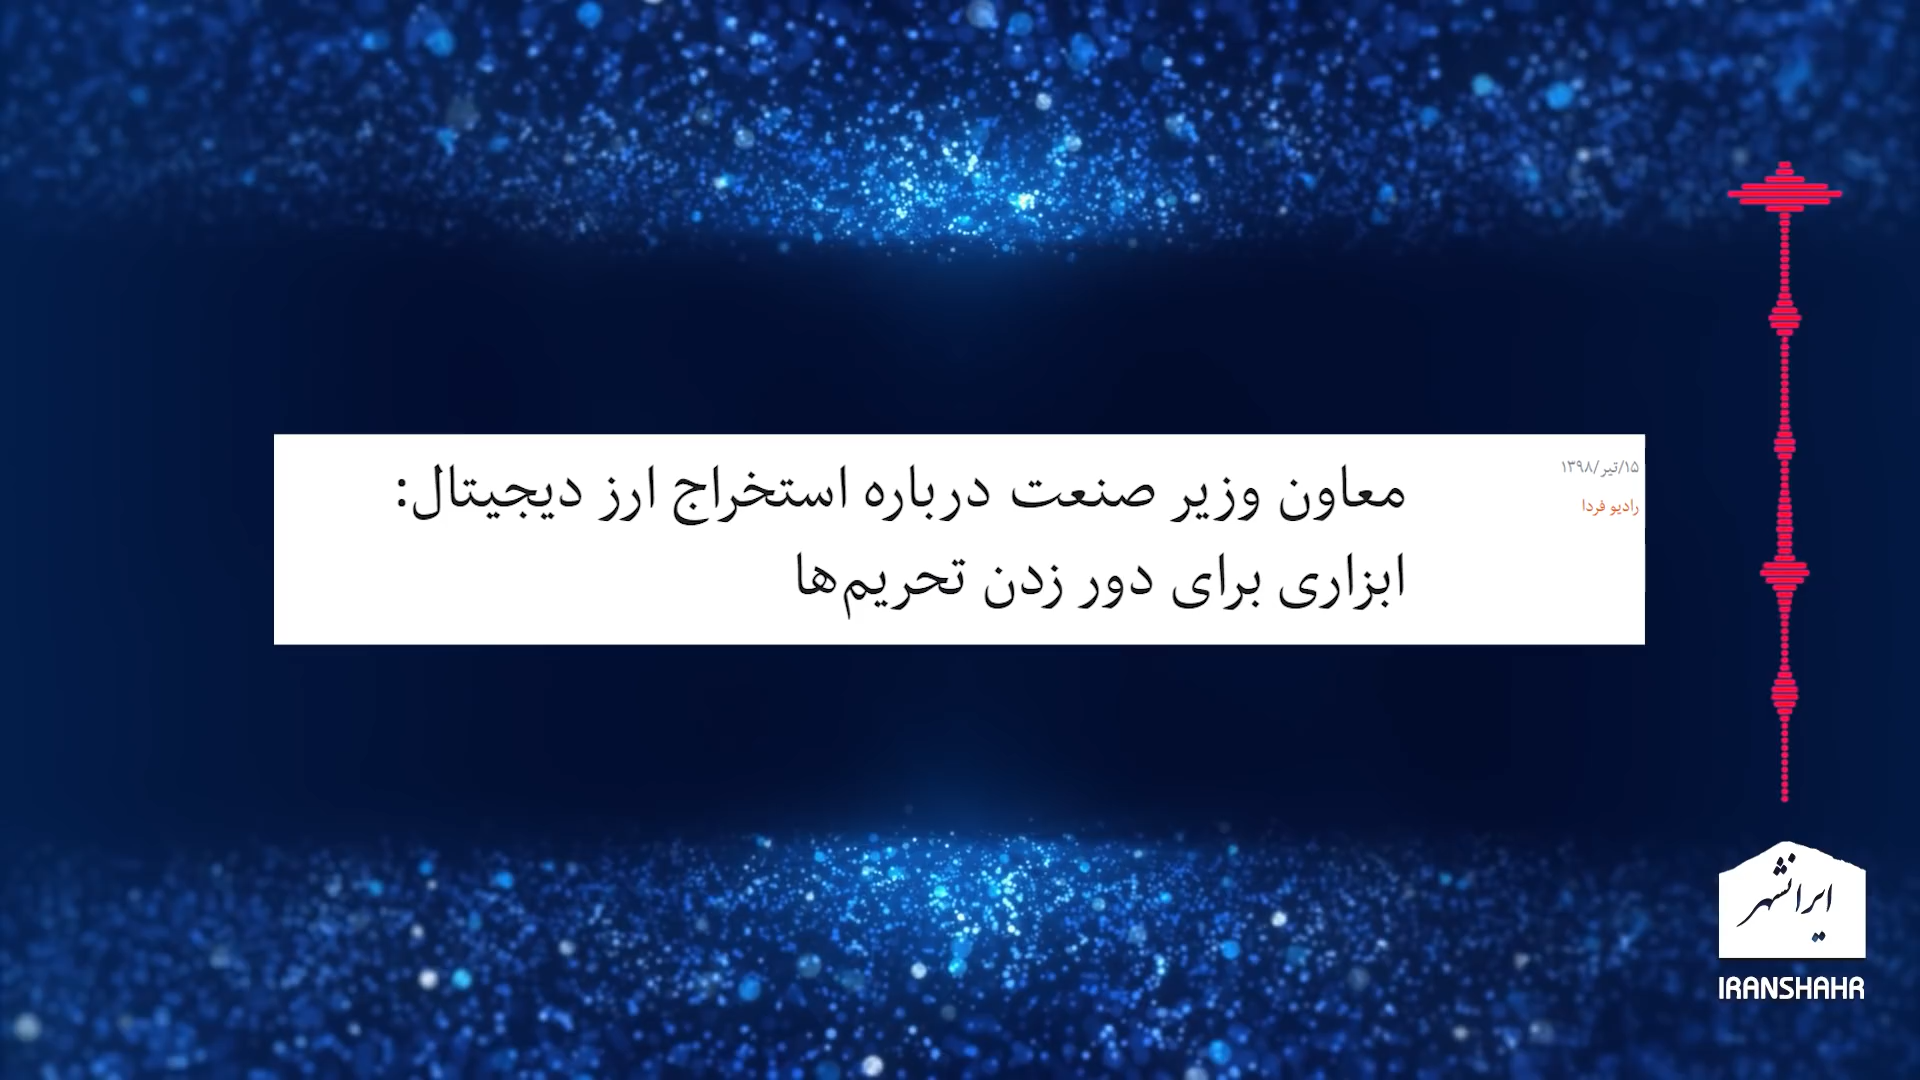 معاون وزیر صنعت درباره استخراج ارز دیجیتال:
ابزاری برای دور زدن تحریم‌ها
۱۵/تیر/۱۳۹۸
رادیو فردا
ایرانشهر
IRANSHAHR